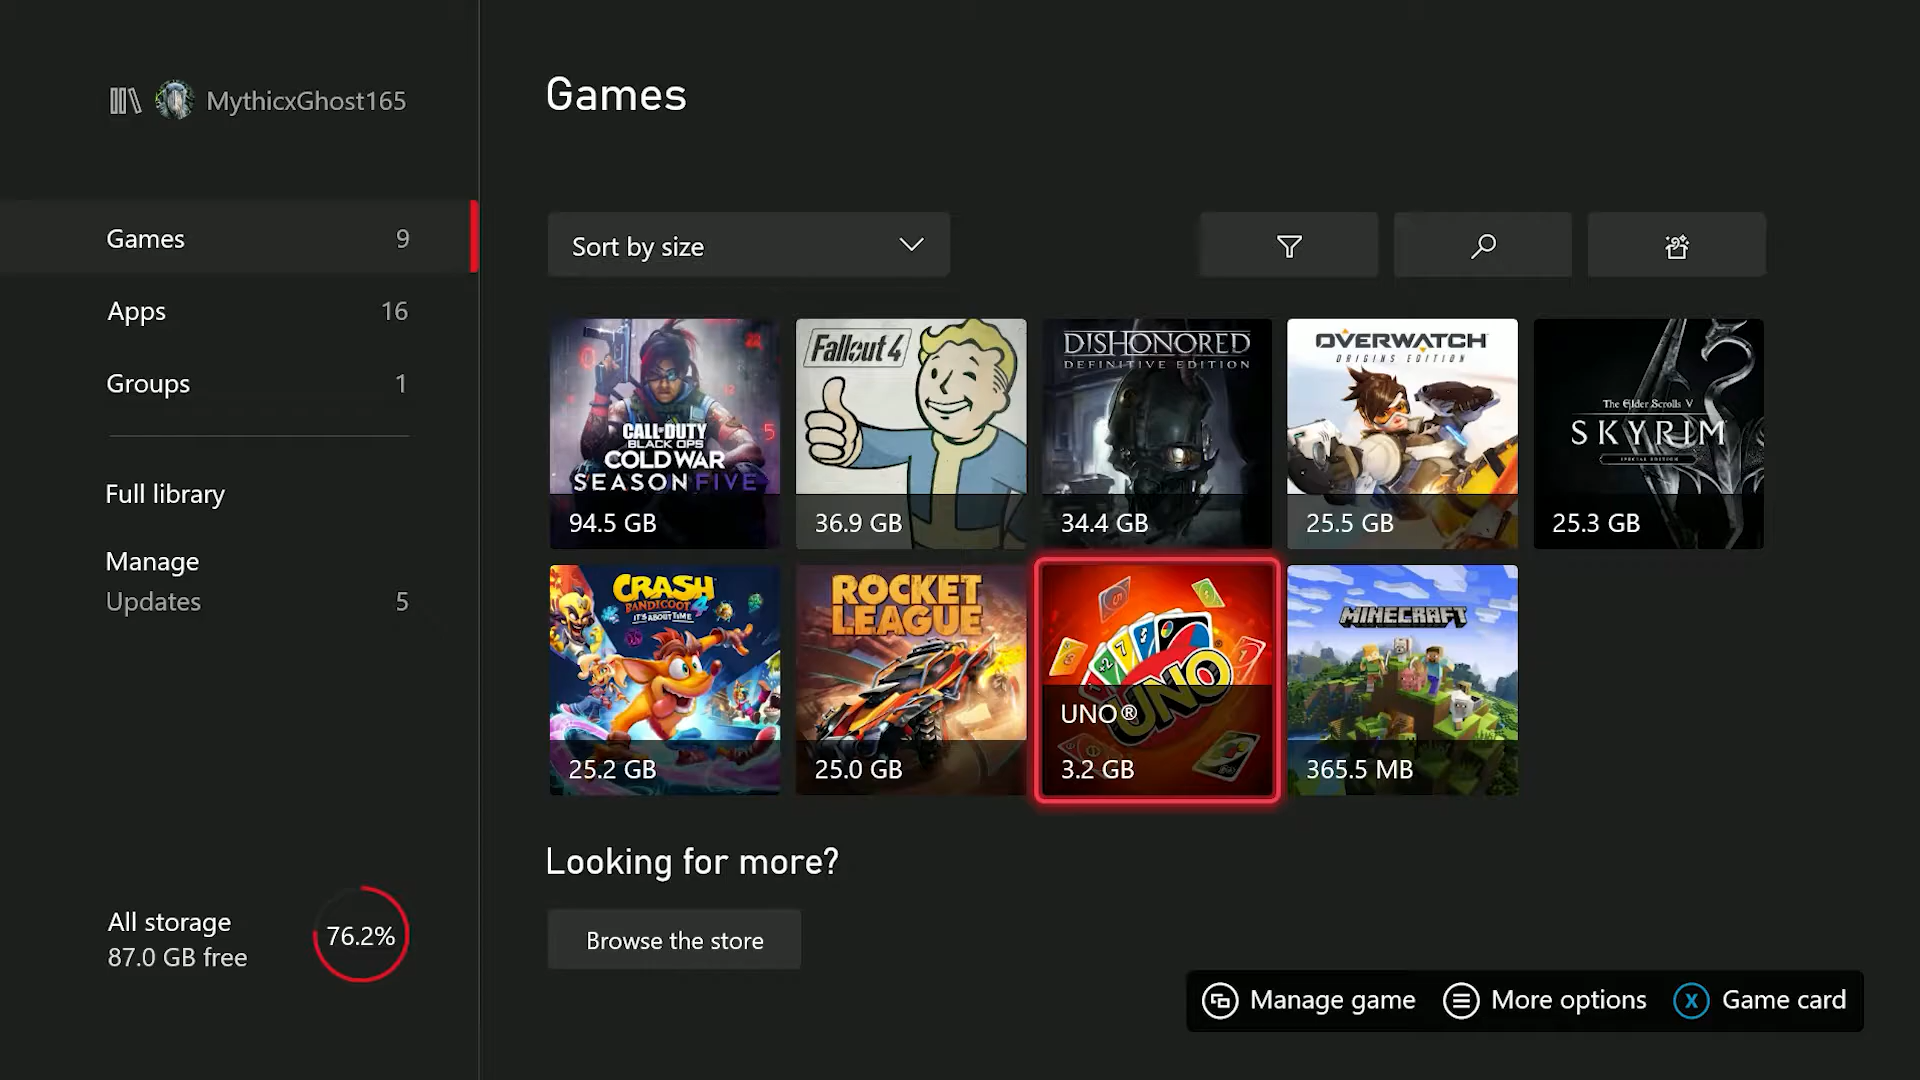 MythicxGhost165
Games 9
Apps 16
Groups 1
Full library
Manage
Updates 5
All storage
87.0 GB free
76.2%
Games
Sort by size
CALL OF DUTY
BLACK OPS
COLD WAR
SEASON FIVE
94.5 GB
Fallout 4
36.9 GB
DISHONORED
DEFINITIVE EDITION
34.4 GB
OVERWATCH
ORIGINS EDITION
25.5 GB
The Elder Scrolls V
SKYRIM
SPECIAL EDITION
25.3 GB
CRASH
BANDICOOT 4
IT'S ABOUT TIME
25.2 GB
ROCKET
LEAGUE
25.0 GB
UNO
UNO®
3.2 GB
MINECRAFT
365.5 MB
Looking for more?
Browse the store
Manage game
More options
X Game card